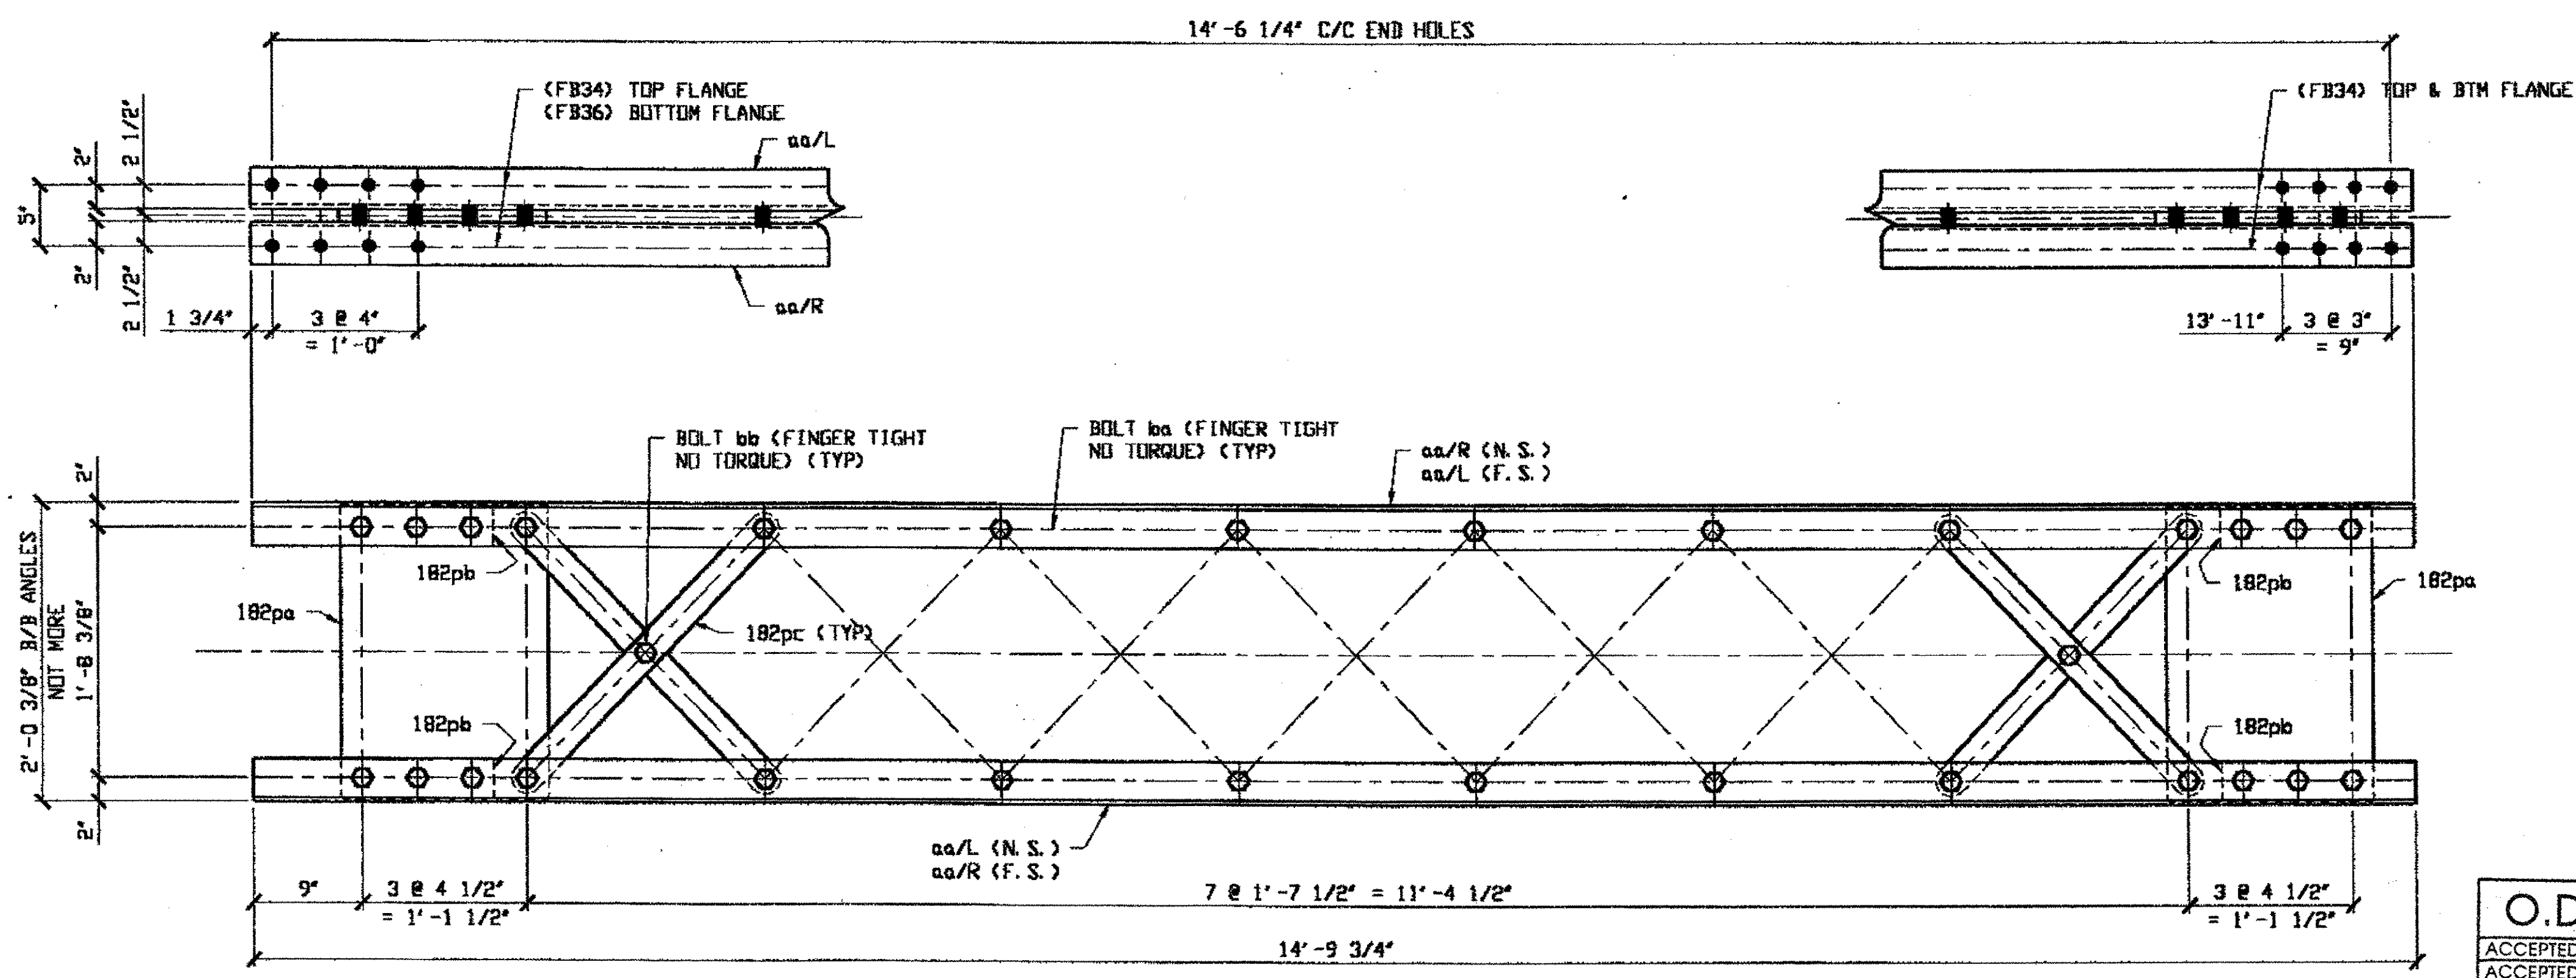 14'-6 1/4" C/C END HOLES
(FB34) TOP FLANGE
(FB36) BOTTOM FLANGE
(FB34) TOP & BTM FLANGE
aa/L
2"
2 1/2"
5"
2"
2 1/2"
aa/R
1 3/4"
3 @ 4"
= 1'-0"
13'-11"
3 @ 3"
= 9"
BOLT bb (FINGER TIGHT
NO TORQUE) (TYP)
BOLT ba (FINGER TIGHT
NO TORQUE) (TYP)
aa/R (N.S.)
aa/L (F.S.)
2"
2'-0 3/8" B/B ANGLES
NOT MORE
1'-8 3/8"
2"
182pb
182pa
182pc (TYP)
182pb
182pb
182pa
182pb
aa/L (N.S.)
aa/R (F.S.)
9"
3 @ 4 1/2"
= 1'-1 1/2"
7 @ 1'-7 1/2" = 11'-4 1/2"
3 @ 4 1/2"
= 1'-1 1/2"
14'-9 3/4"
O.D
ACCEPTED
ACCEPTED